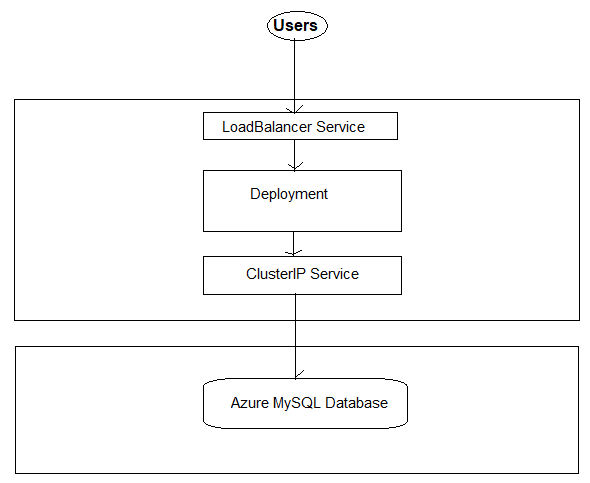 Users
LoadBalancer Service
Deployment
ClusterIP Service
Azure MySQL Database